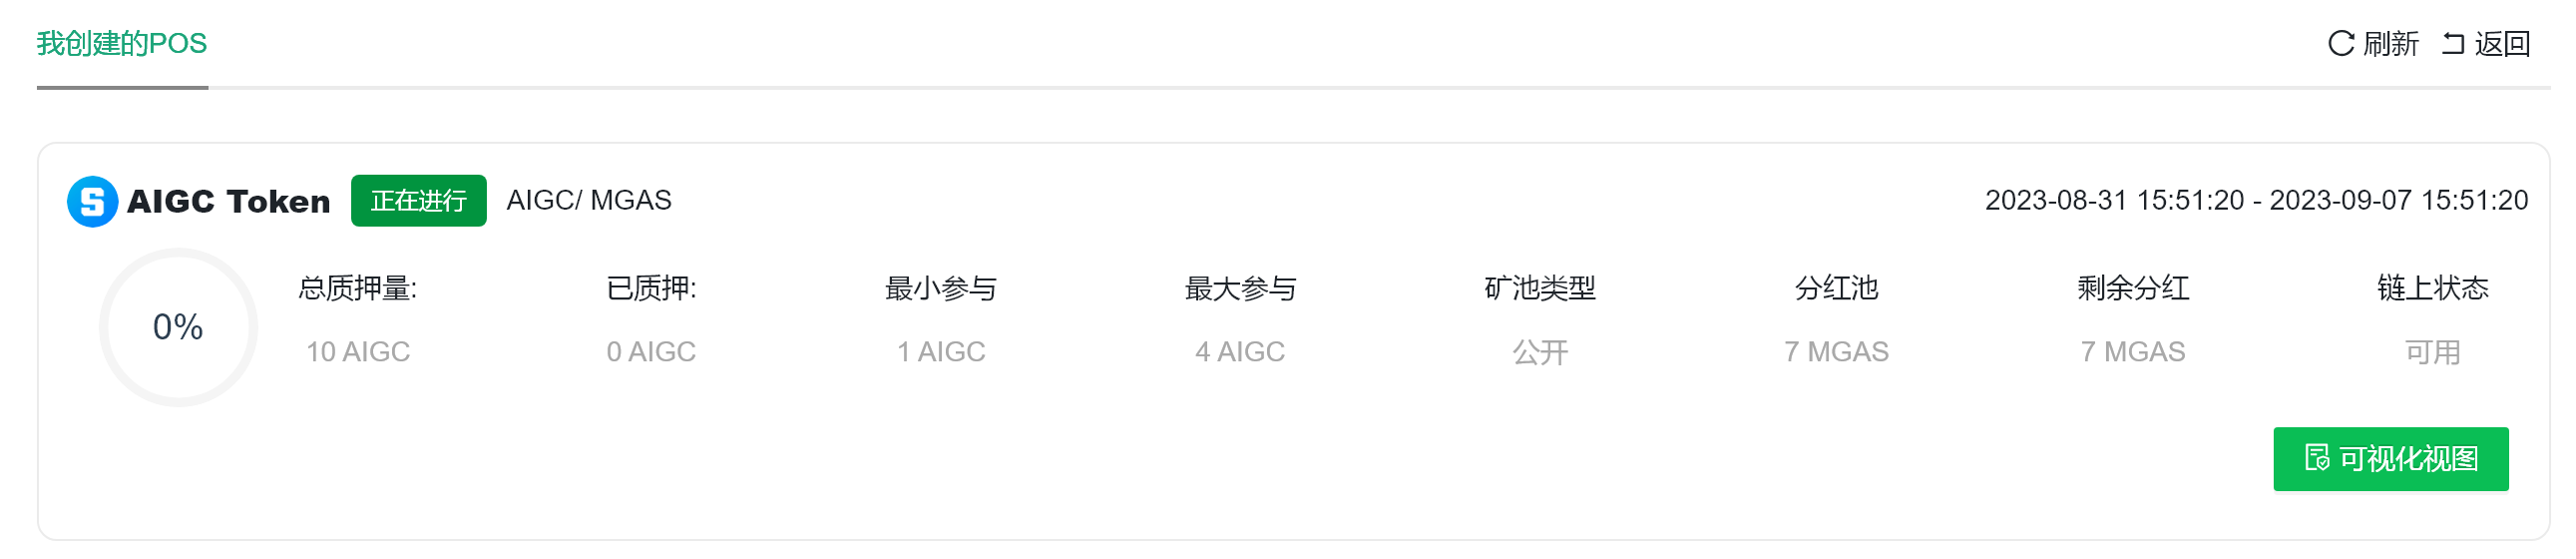 我创建的POS
刷新 返回
AIGC Token 正在进行 AIGC/ MGAS 2023-08-31 15:51:20 - 2023-09-07 15:51:20
总质押量: 已质押: 最小参与 最大参与 矿池类型 分红池 剩余分红 链上状态
0%
10 AIGC 0 AIGC 1 AIGC 4 AIGC 公开 7 MGAS 7 MGAS 可用
可视化视图